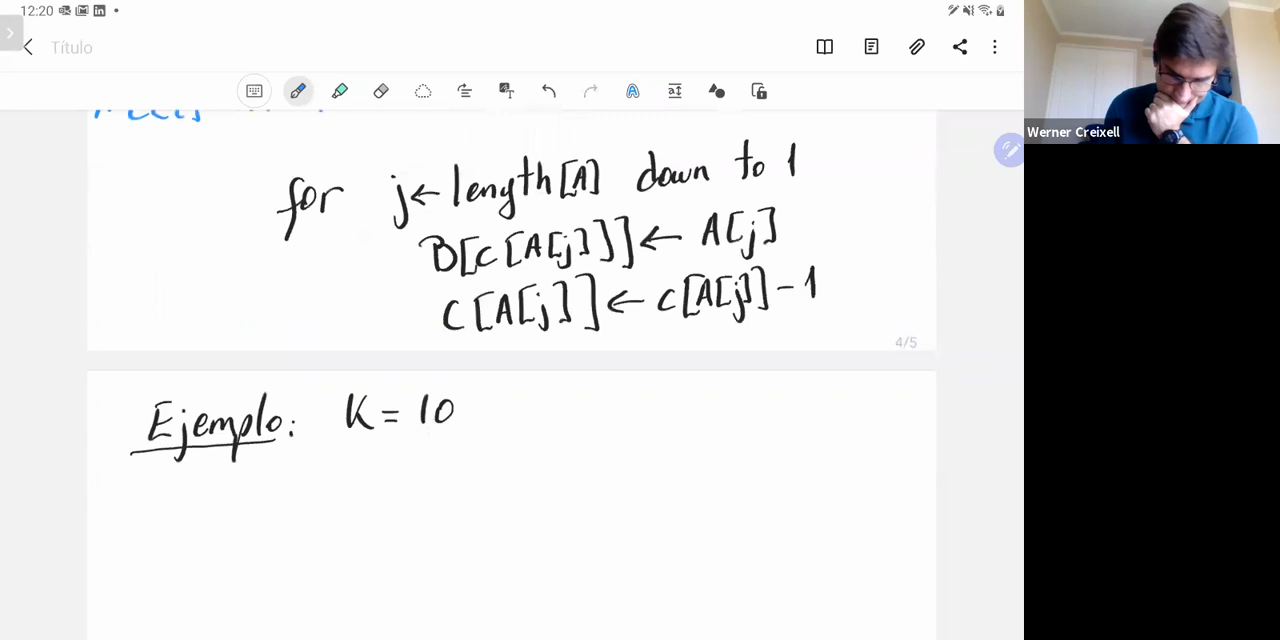 12:20
Título
Werner Creixell
for j ← length[A] down to 1
B[C[A[j]]] ← A[j]
C[A[j]] ← C[A[j]] - 1
4/5
Ejemplo: K = 10